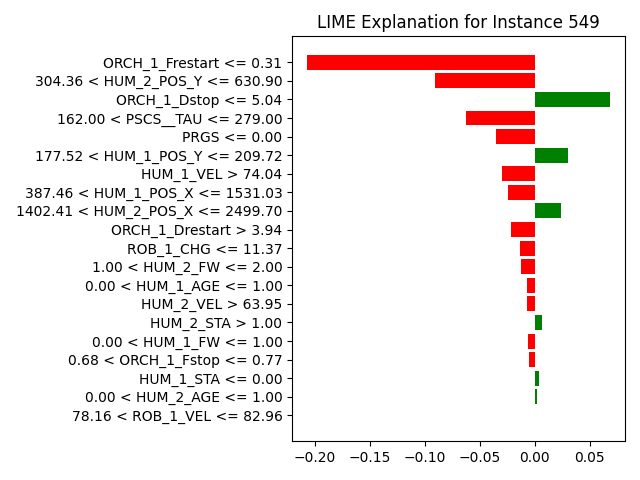 LIME Explanation for Instance 549
ORCH_1_Frestart <= 0.31
304.36 < HUM_2_POS_Y <= 630.90
ORCH_1_Dstop <= 5.04
162.00 < PSCS__TAU <= 279.00
PRGS <= 0.00
177.52 < HUM_1_POS_Y <= 209.72
HUM_1_VEL > 74.04
387.46 < HUM_1_POS_X <= 1531.03
1402.41 < HUM_2_POS_X <= 2499.70
ORCH_1_Drestart > 3.94
ROB_1_CHG <= 11.37
1.00 < HUM_2_FW <= 2.00
0.00 < HUM_1_AGE <= 1.00
HUM_2_VEL > 63.95
HUM_2_STA > 1.00
0.00 < HUM_1_FW <= 1.00
0.68 < ORCH_1_Fstop <= 0.77
HUM_1_STA <= 0.00
0.00 < HUM_2_AGE <= 1.00
78.16 < ROB_1_VEL <= 82.96
−0.20 −0.15 −0.10 −0.05 0.00 0.05